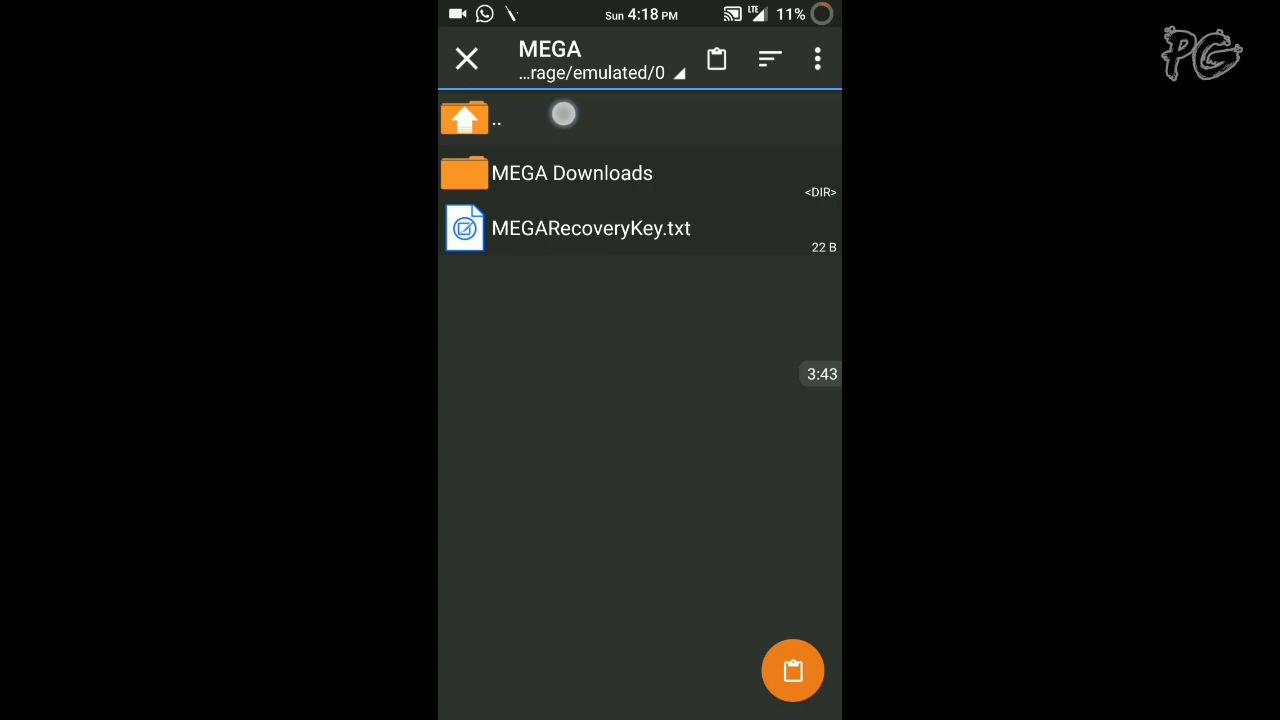 Sun 4:18 PM LTE 11%
MEGA
...rage/emulated/0
..
MEGA Downloads
<DIR>
MEGARecoveryKey.txt
22 B
3:43
PG